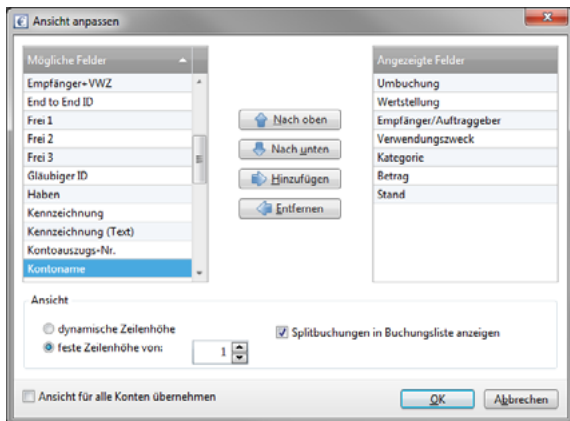 Ansicht anpassen
Mögliche Felder
Empfänger+VWZ
End to End ID
Frei 1
Frei 2
Frei 3
Gläubiger ID
Haben
Kennzeichnung
Kennzeichnung (Text)
Kontoauszugs-Nr.
Kontoname
Nach oben
Nach unten
Hinzufügen
Entfernen
Angezeigte Felder
Umbuchung
Wertstellung
Empfänger/Auftraggeber
Verwendungszweck
Kategorie
Betrag
Stand
Ansicht
dynamische Zeilenhöhe
feste Zeilenhöhe von: 1
Splitbuchungen in Buchungsliste anzeigen
Ansicht für alle Konten übernehmen
OK
Abbrechen